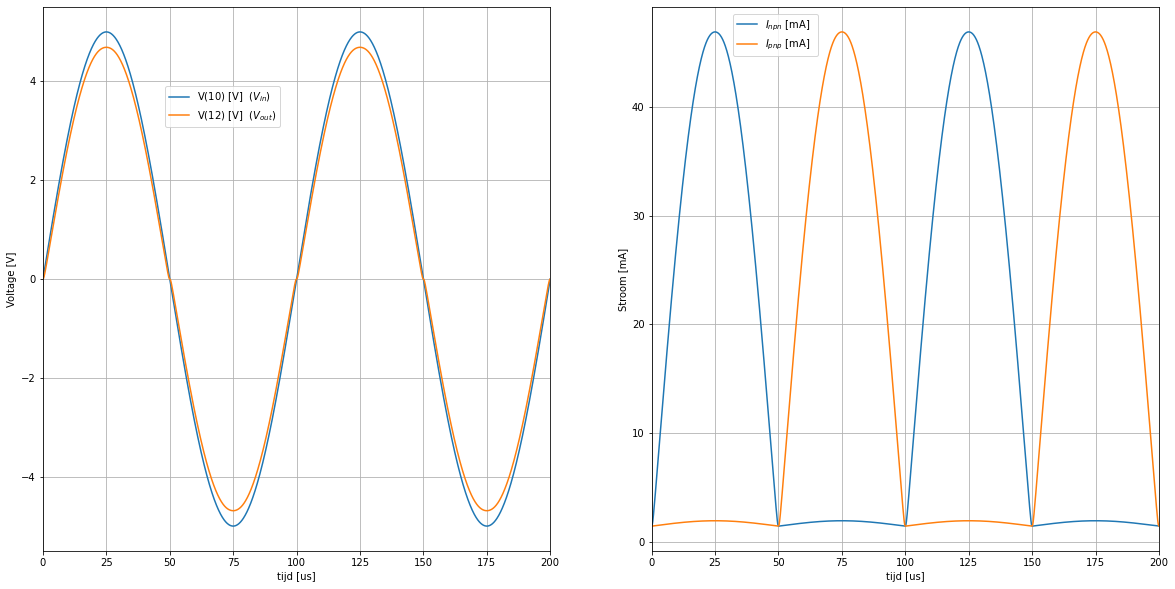 4
2
0
−2
−4
Voltage [V]
V(10) [V] (V_in)
V(12) [V] (V_out)
0 25 50 75 100 125 150 175 200
tijd [us]
40
30
20
10
0
Stroom [mA]
I_npn [mA]
I_pnp [mA]
0 25 50 75 100 125 150 175 200
tijd [us]